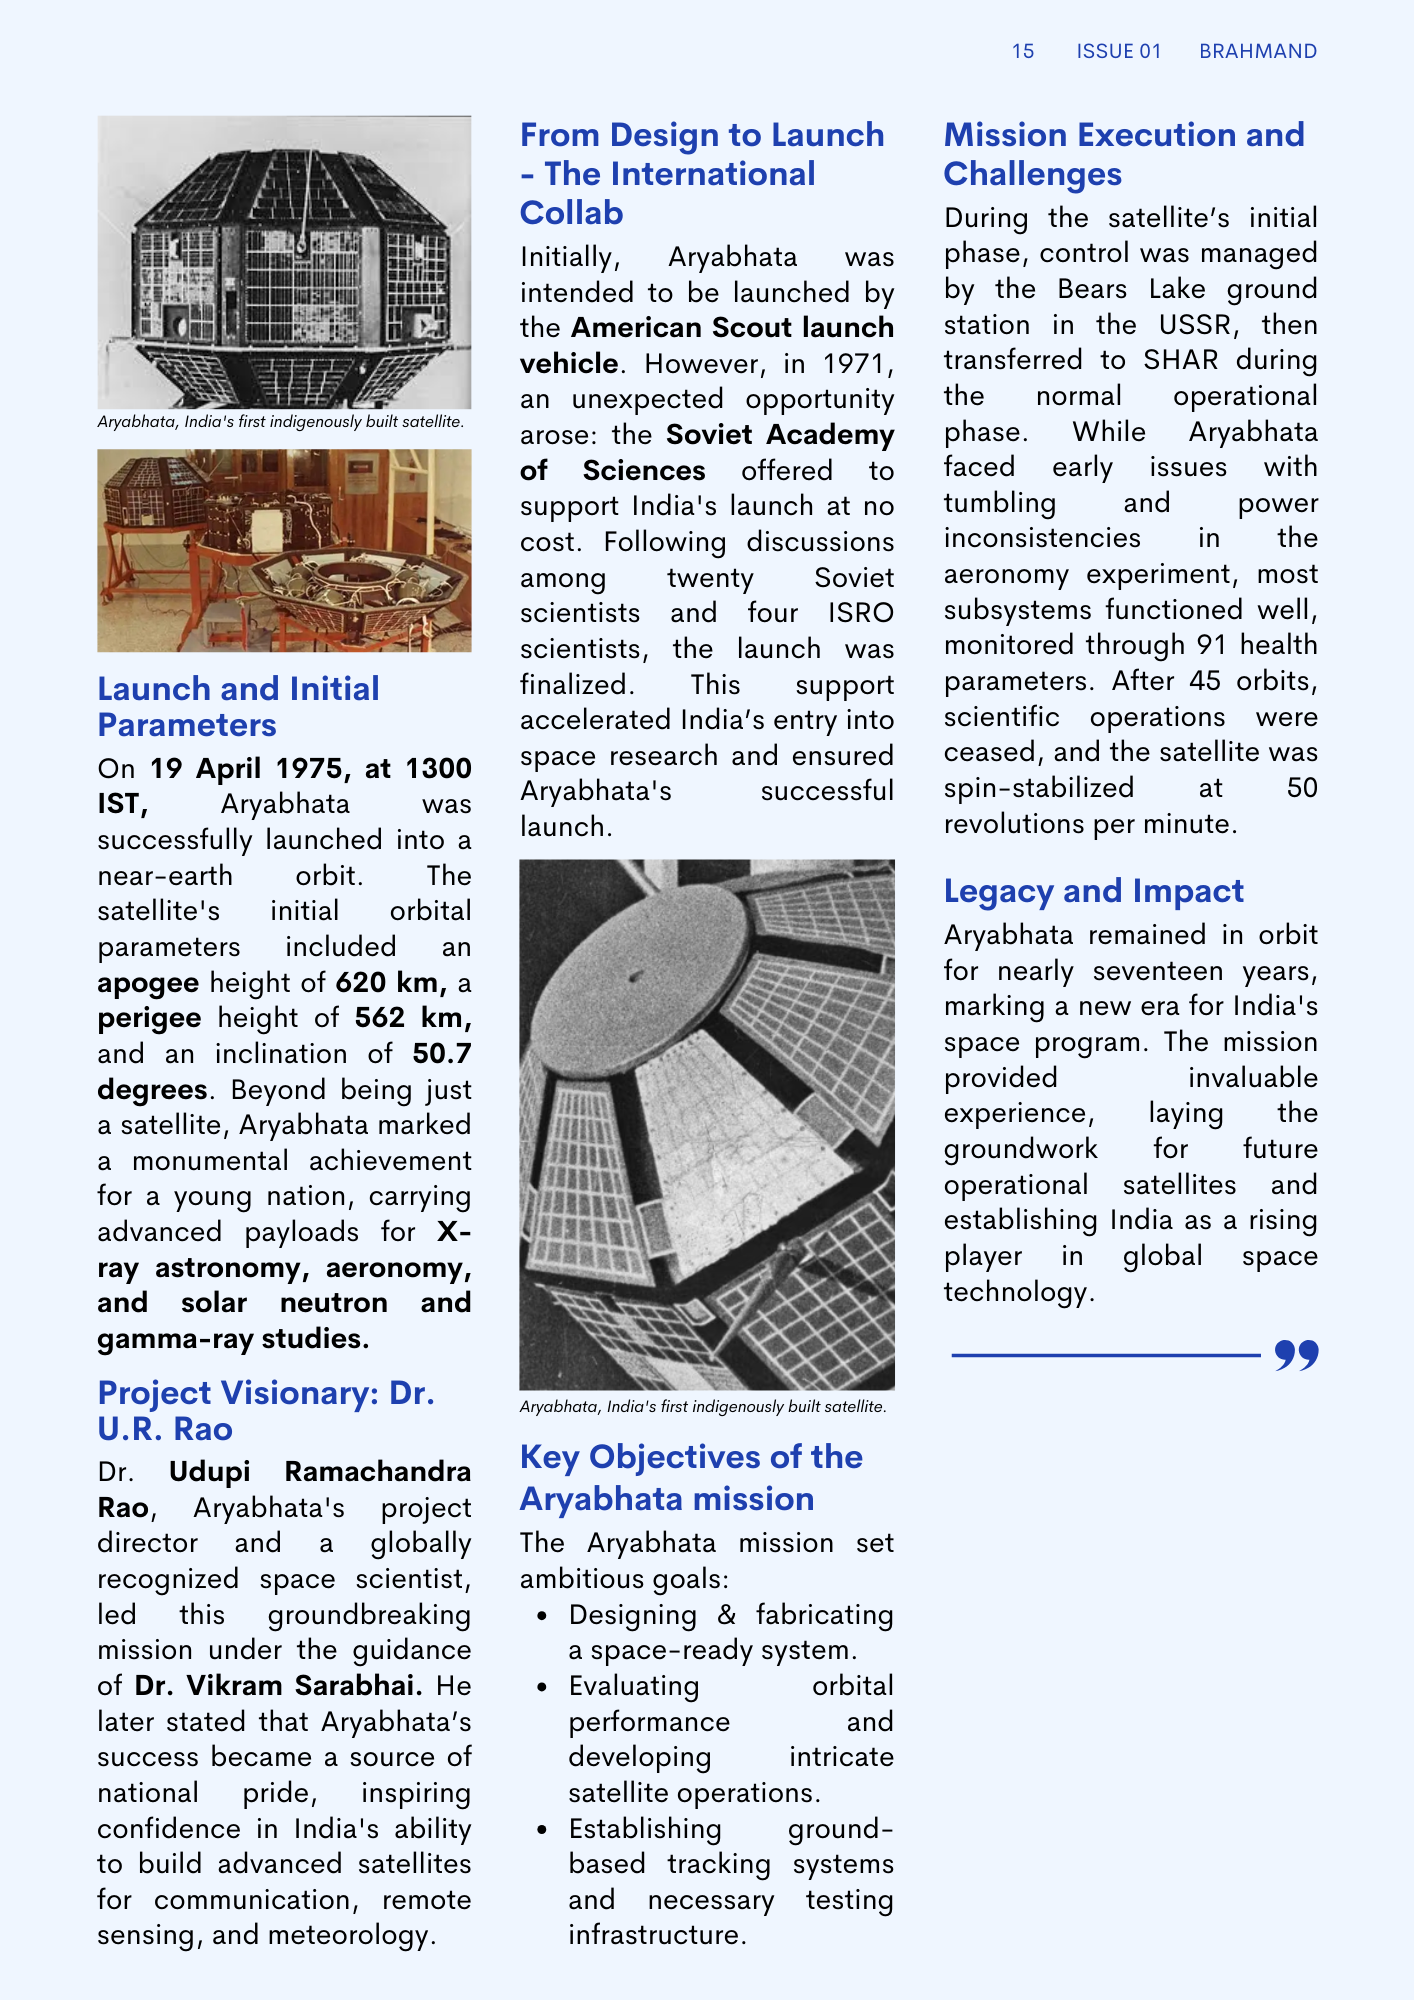 15 ISSUE 01 BRAHMAND
Aryabhata, India's first indigenously built satellite.
Launch and Initial
Parameters
On 19 April 1975, at 1300
IST, Aryabhata was
successfully launched into a
near-earth orbit. The
satellite's initial orbital
parameters included an
apogee height of 620 km, a
perigee height of 562 km,
and an inclination of 50.7
degrees. Beyond being just
a satellite, Aryabhata marked
a monumental achievement
for a young nation, carrying
advanced payloads for X-
ray astronomy, aeronomy,
and solar neutron and
gamma-ray studies.
Project Visionary: Dr.
U.R. Rao
Dr. Udupi Ramachandra
Rao, Aryabhata's project
director and a globally
recognized space scientist,
led this groundbreaking
mission under the guidance
of Dr. Vikram Sarabhai. He
later stated that Aryabhata’s
success became a source of
national pride, inspiring
confidence in India's ability
to build advanced satellites
for communication, remote
sensing, and meteorology.
From Design to Launch
- The International
Collab
Initially, Aryabhata was
intended to be launched by
the American Scout launch
vehicle. However, in 1971,
an unexpected opportunity
arose: the Soviet Academy
of Sciences offered to
support India's launch at no
cost. Following discussions
among twenty Soviet
scientists and four ISRO
scientists, the launch was
finalized. This support
accelerated India’s entry into
space research and ensured
Aryabhata's successful
launch.
Aryabhata, India's first indigenously built satellite.
Key Objectives of the
Aryabhata mission
The Aryabhata mission set
ambitious goals:
• Designing & fabricating
a space-ready system.
• Evaluating orbital
performance and
developing intricate
satellite operations.
• Establishing ground-
based tracking systems
and necessary testing
infrastructure.
Mission Execution and
Challenges
During the satellite’s initial
phase, control was managed
by the Bears Lake ground
station in the USSR, then
transferred to SHAR during
the normal operational
phase. While Aryabhata
faced early issues with
tumbling and power
inconsistencies in the
aeronomy experiment, most
subsystems functioned well,
monitored through 91 health
parameters. After 45 orbits,
scientific operations were
ceased, and the satellite was
spin-stabilized at 50
revolutions per minute.
Legacy and Impact
Aryabhata remained in orbit
for nearly seventeen years,
marking a new era for India's
space program. The mission
provided invaluable
experience, laying the
groundwork for future
operational satellites and
establishing India as a rising
player in global space
technology.
”